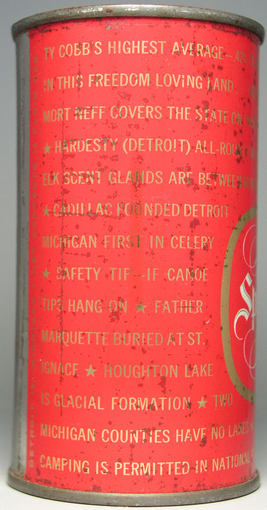 TY COBB'S HIGHEST AVERAGE—
IN THIS FREEDOM LOVING LAND
MORT NEFF COVERS THE STATE ON
★ HARDESTY (DETROIT) ALL-ROU
ELK SCENT GLANDS ARE BETWEEN
★ CADILLAC FOUNDED DETROIT
MICHIGAN FIRST IN CELERY
★ SAFETY TIP—IF CANOE
TIPS HANG ON ★ FATHER
MARQUETTE BURIED AT ST.
IGNACE ★ HOUGHTON LAKE
IS GLACIAL FORMATION ★ TWO
MICHIGAN COUNTIES HAVE NO LAKES
CAMPING IS PERMITTED IN NATIONAL